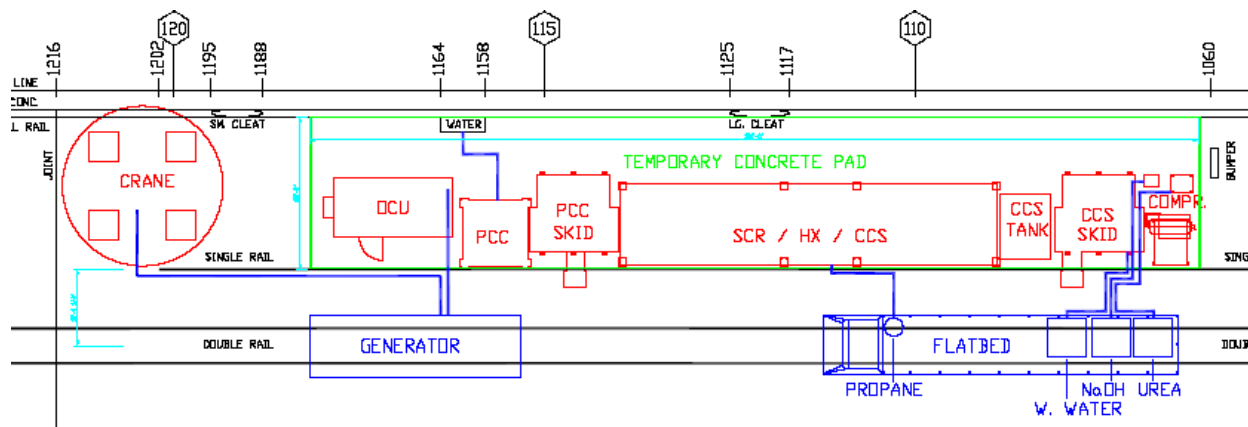 120
115
110
1216
1202
1195
1188
1164
1158
1125
1117
1060
LINE
CONC.
L RAIL
SM. CLEAT
WATER
LG. CLEAT
JOINT
BUMPER
TEMPORARY CONCRETE PAD
CRANE
OCU
PCC
PCC
SKID
SCR / HX / CCS
CCS
TANK
CCS
SKID
COMPR.
SINGLE RAIL
SING
DOUBLE RAIL
GENERATOR
FLATBED
DOUB
PROPANE
NaOH
UREA
W. WATER